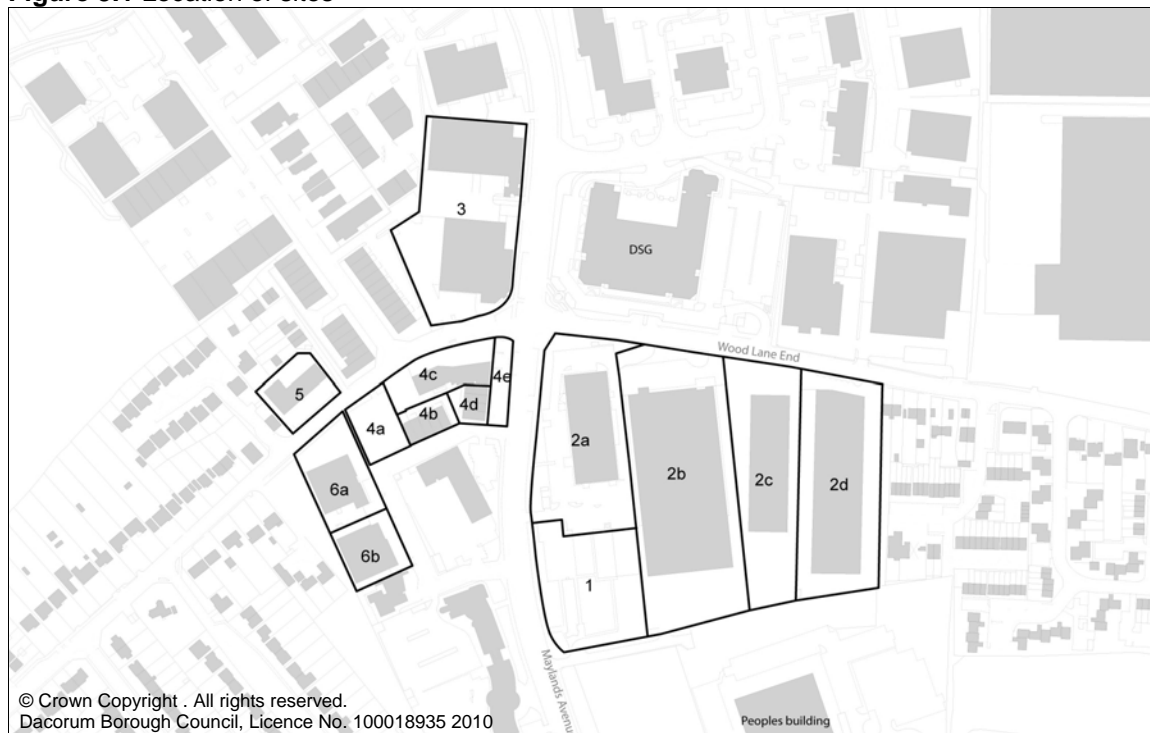 Figure 3.1 Location of sites
3
DSG
Wood Lane End
4c
4e
5
4d
4b
4a
2a
2b
2c
2d
6a
6b
1
Maylands Avenue
Peoples building
© Crown Copyright . All rights reserved.
Dacorum Borough Council, Licence No. 100018935 2010